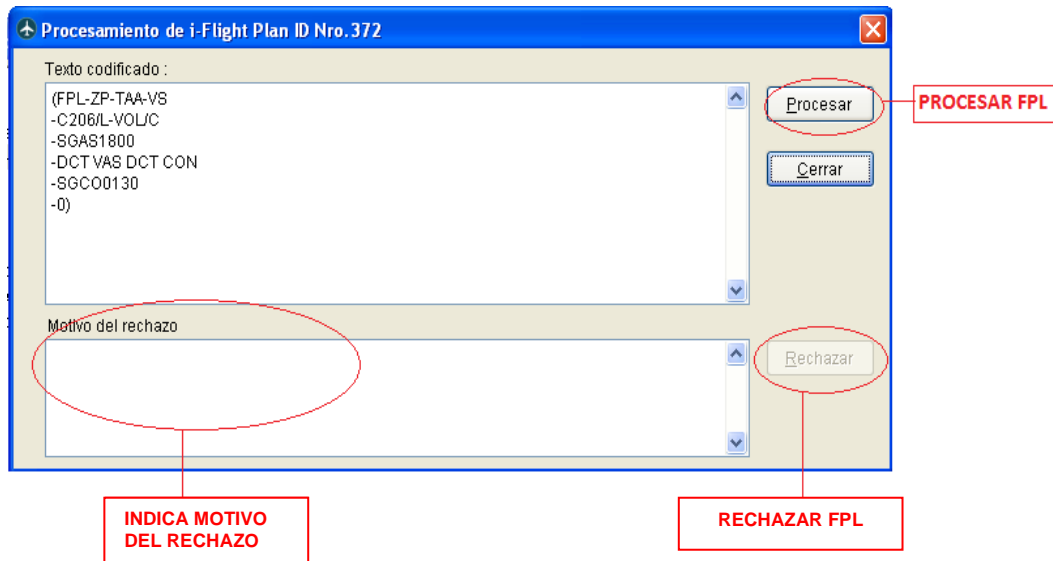 Procesamiento de i-Flight Plan ID Nro. 372
Texto codificado :
(FPL-ZP-TAA-VS
-C206/L-VOL/C
-SGAS1800
-DCT VAS DCT CON
-SGCO0130
-0)
Procesar
PROCESAR FPL
Cerrar
Motivo del rechazo
Rechazar
INDICA MOTIVO
DEL RECHAZO
RECHAZAR FPL